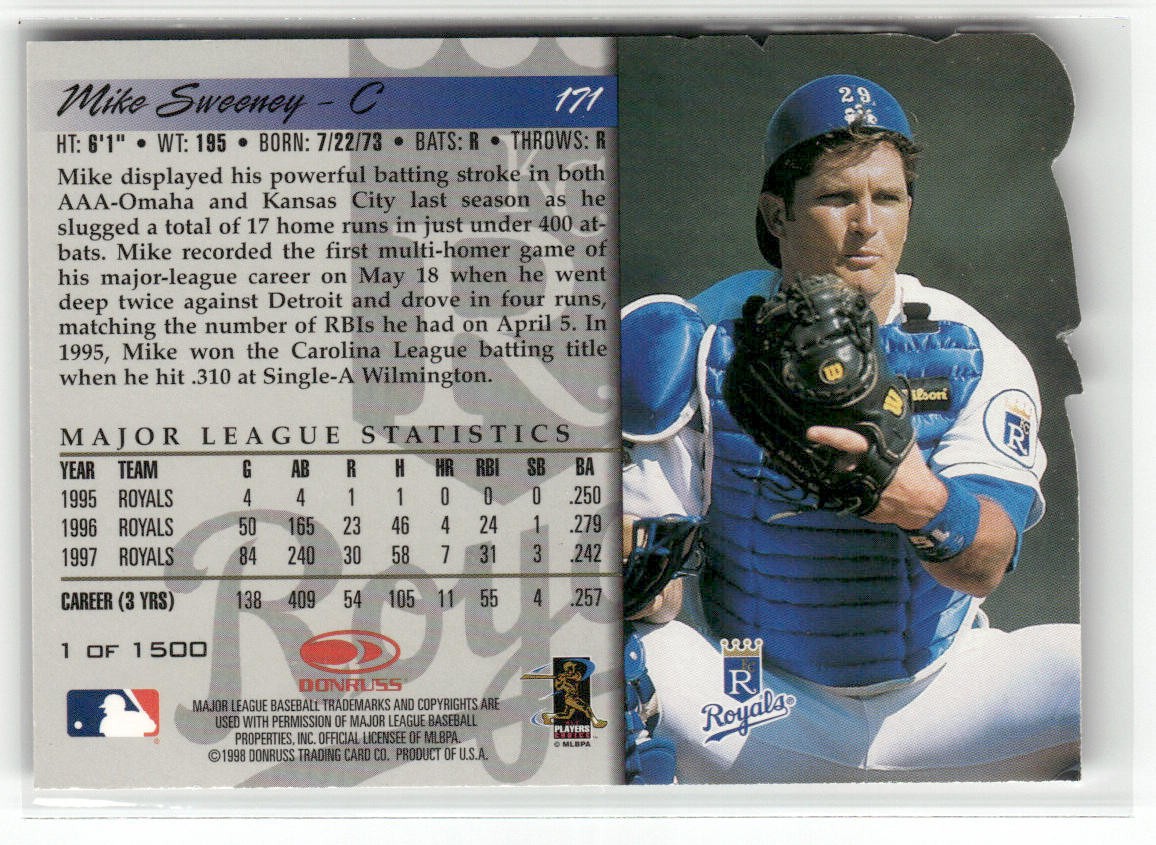 Mike Sweeney - C 171
HT: 6'1" • WT: 195 • BORN: 7/22/73 • BATS: R • THROWS: R
Mike displayed his powerful batting stroke in both
AAA-Omaha and Kansas City last season as he
slugged a total of 17 home runs in just under 400 at-
bats. Mike recorded the first multi-homer game of
his major-league career on May 18 when he went
deep twice against Detroit and drove in four runs,
matching the number of RBIs he had on April 5. In
1995, Mike won the Carolina League batting title
when he hit .310 at Single-A Wilmington.
MAJOR LEAGUE STATISTICS
YEAR TEAM G AB R H HR RBI SB BA
1995 ROYALS 4 4 1 1 0 0 0 .250
1996 ROYALS 50 165 23 46 4 24 1 .279
1997 ROYALS 84 240 30 58 7 31 3 .242
CAREER (3 YRS) 138 409 54 105 11 55 4 .257
1 OF 1500
DONRUSS
MAJOR LEAGUE BASEBALL TRADEMARKS AND COPYRIGHTS ARE
USED WITH PERMISSION OF MAJOR LEAGUE BASEBALL
PROPERTIES, INC. OFFICIAL LICENSEE OF MLBPA.
©1998 DONRUSS TRADING CARD CO. PRODUCT OF U.S.A.
PLAYERS
CHOICE
™
© MLBPA
29
W
W
Wilson
R
KC
R
Royals®
KC
R
Royals